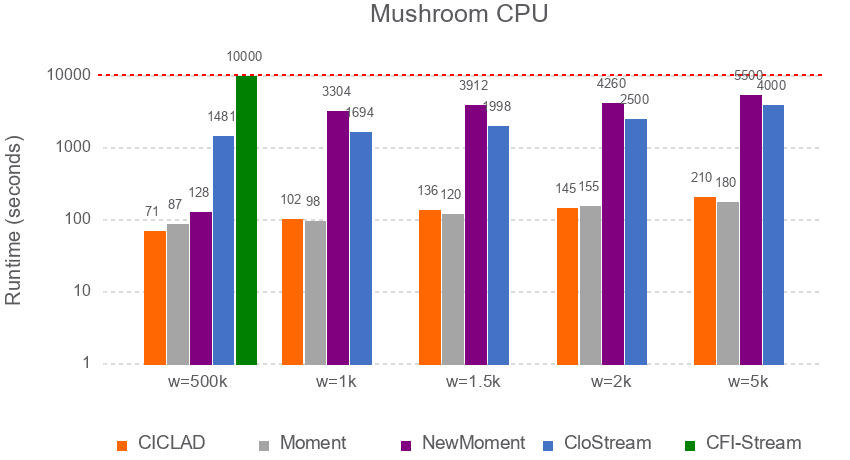 Mushroom CPU
Runtime (seconds)
10000
1000
100
10
1
71 87 128 1481 10000
102 98 3304 1694
136 120 3912 1998
145 155 4260 2500
210 180 5500 4000
w=500k w=1k w=1.5k w=2k w=5k
CICLAD Moment NewMoment CloStream CFI-Stream